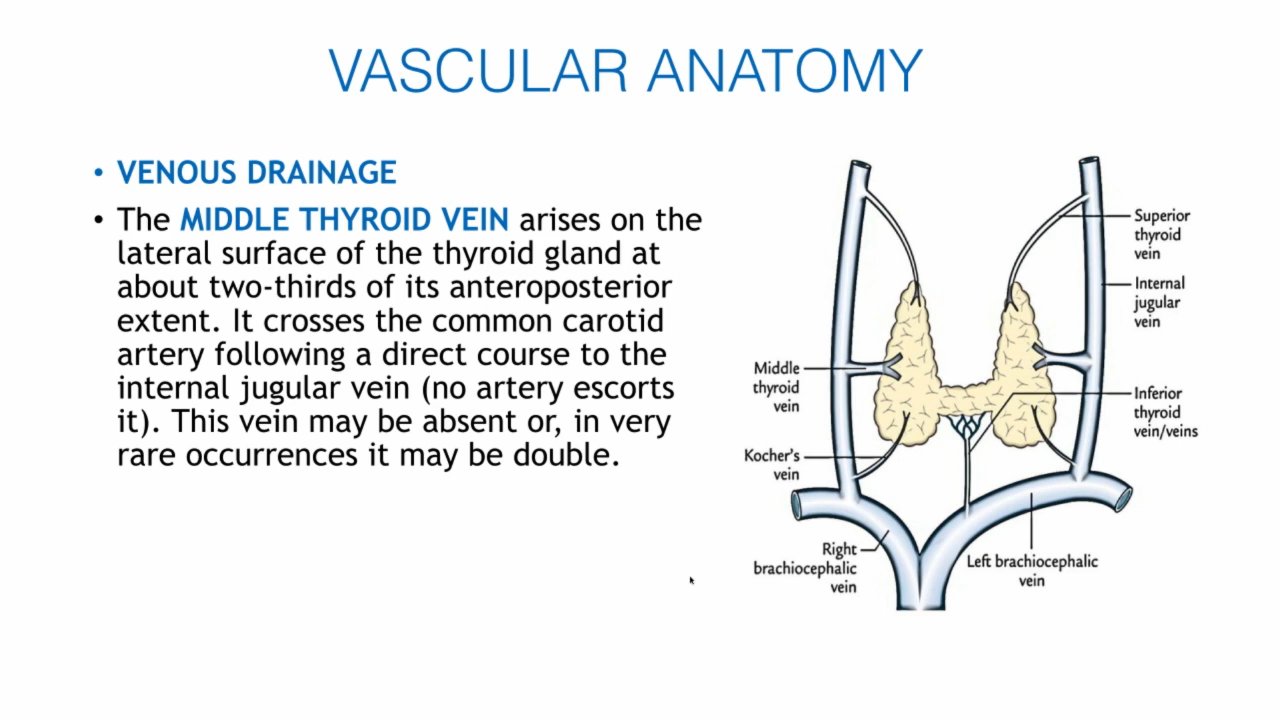 VASCULAR ANATOMY
• VENOUS DRAINAGE
• The MIDDLE THYROID VEIN arises on the
lateral surface of the thyroid gland at
about two-thirds of its anteroposterior
extent. It crosses the common carotid
artery following a direct course to the
internal jugular vein (no artery escorts
it). This vein may be absent or, in very
rare occurrences it may be double.
Superior
thyroid
vein
Internal
jugular
vein
Middle
thyroid
vein
Inferior
thyroid
vein/veins
Kocher's
vein
Right
brachiocephalic
vein
Left brachiocephalic
vein